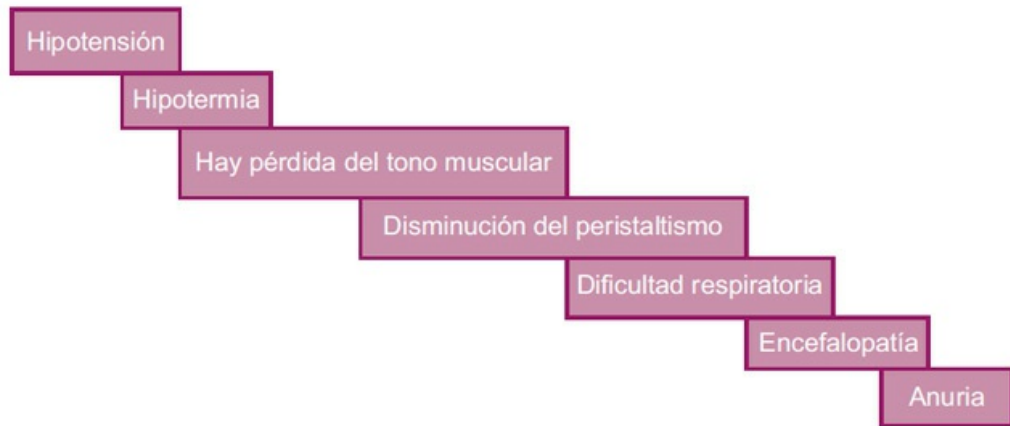 Hipotensión
Hipotermia
Hay pérdida del tono muscular
Disminución del peristaltismo
Dificultad respiratoria
Encefalopatía
Anuria